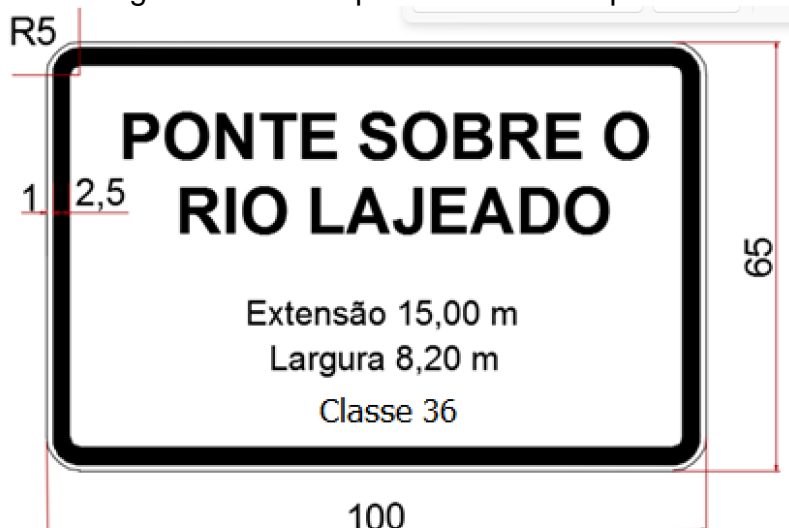 R5
PONTE SOBRE O
RIO LAJEADO
1 2,5
65
Extensão 15,00 m
Largura 8,20 m
Classe 36
100